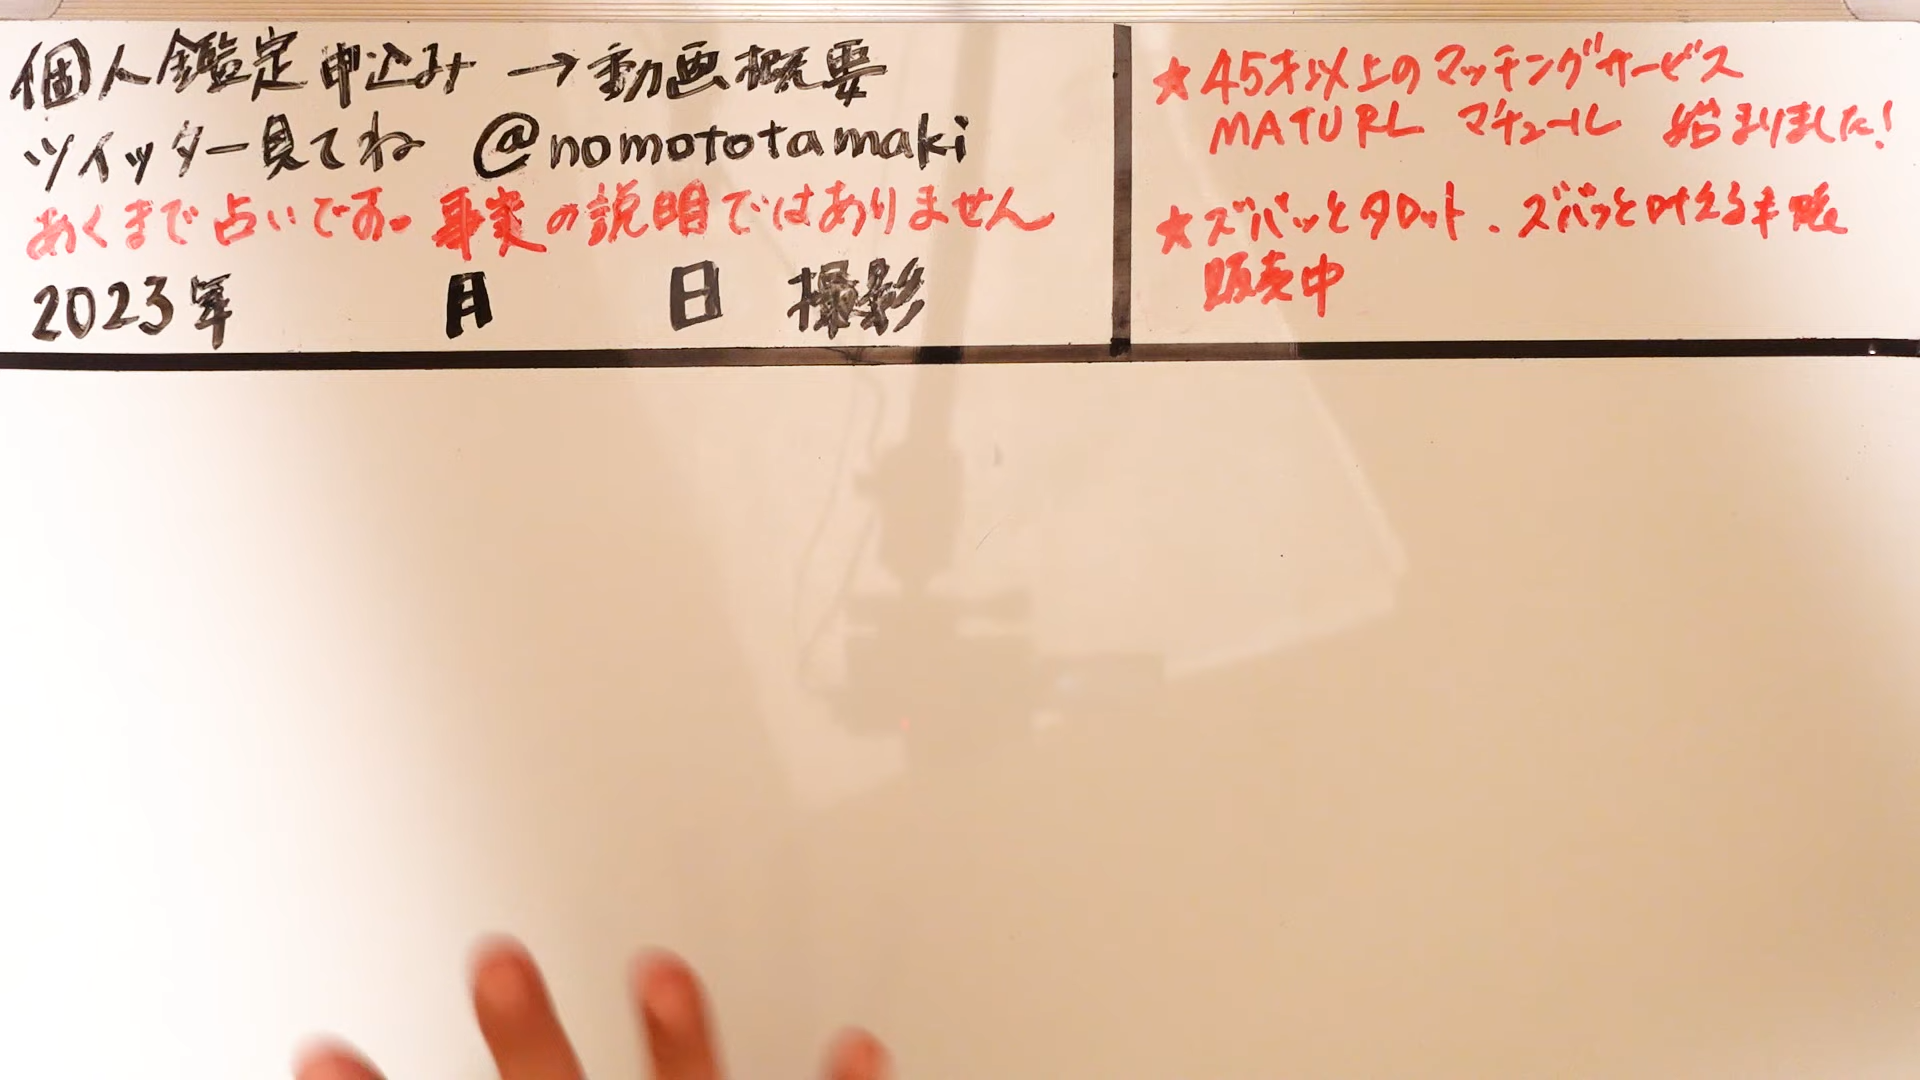 個人鑑定申込み → 動画概要
ツイッター見てね @nomototamaki
あくまで占いです。事実の説明ではありません
2023年 月 日 撮影
★45才以上のマッチングサービス
MATURL マチュール 始まりました!
★ズバッとタロット、ズバッと叶える手帳
販売中